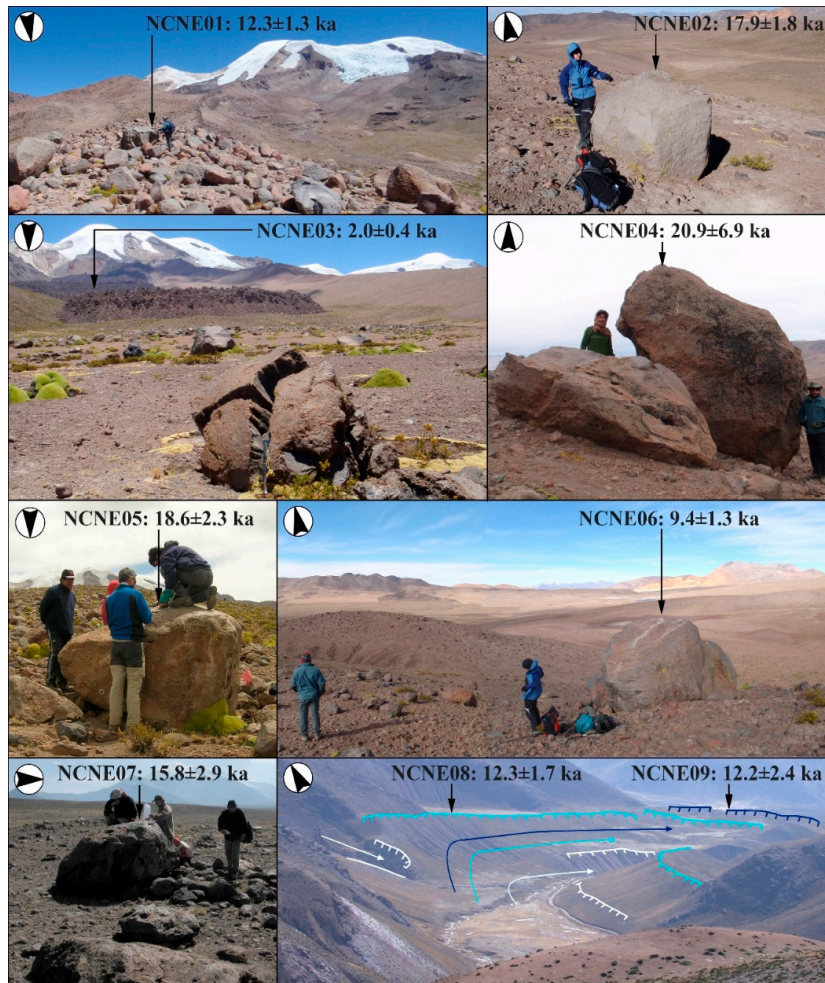 NCNE01: 12.3±1.3 ka
NCNE02: 17.9±1.8 ka
NCNE03: 2.0±0.4 ka
NCNE04: 20.9±6.9 ka
NCNE05: 18.6±2.3 ka
NCNE06: 9.4±1.3 ka
NCNE07: 15.8±2.9 ka
NCNE08: 12.3±1.7 ka
NCNE09: 12.2±2.4 ka